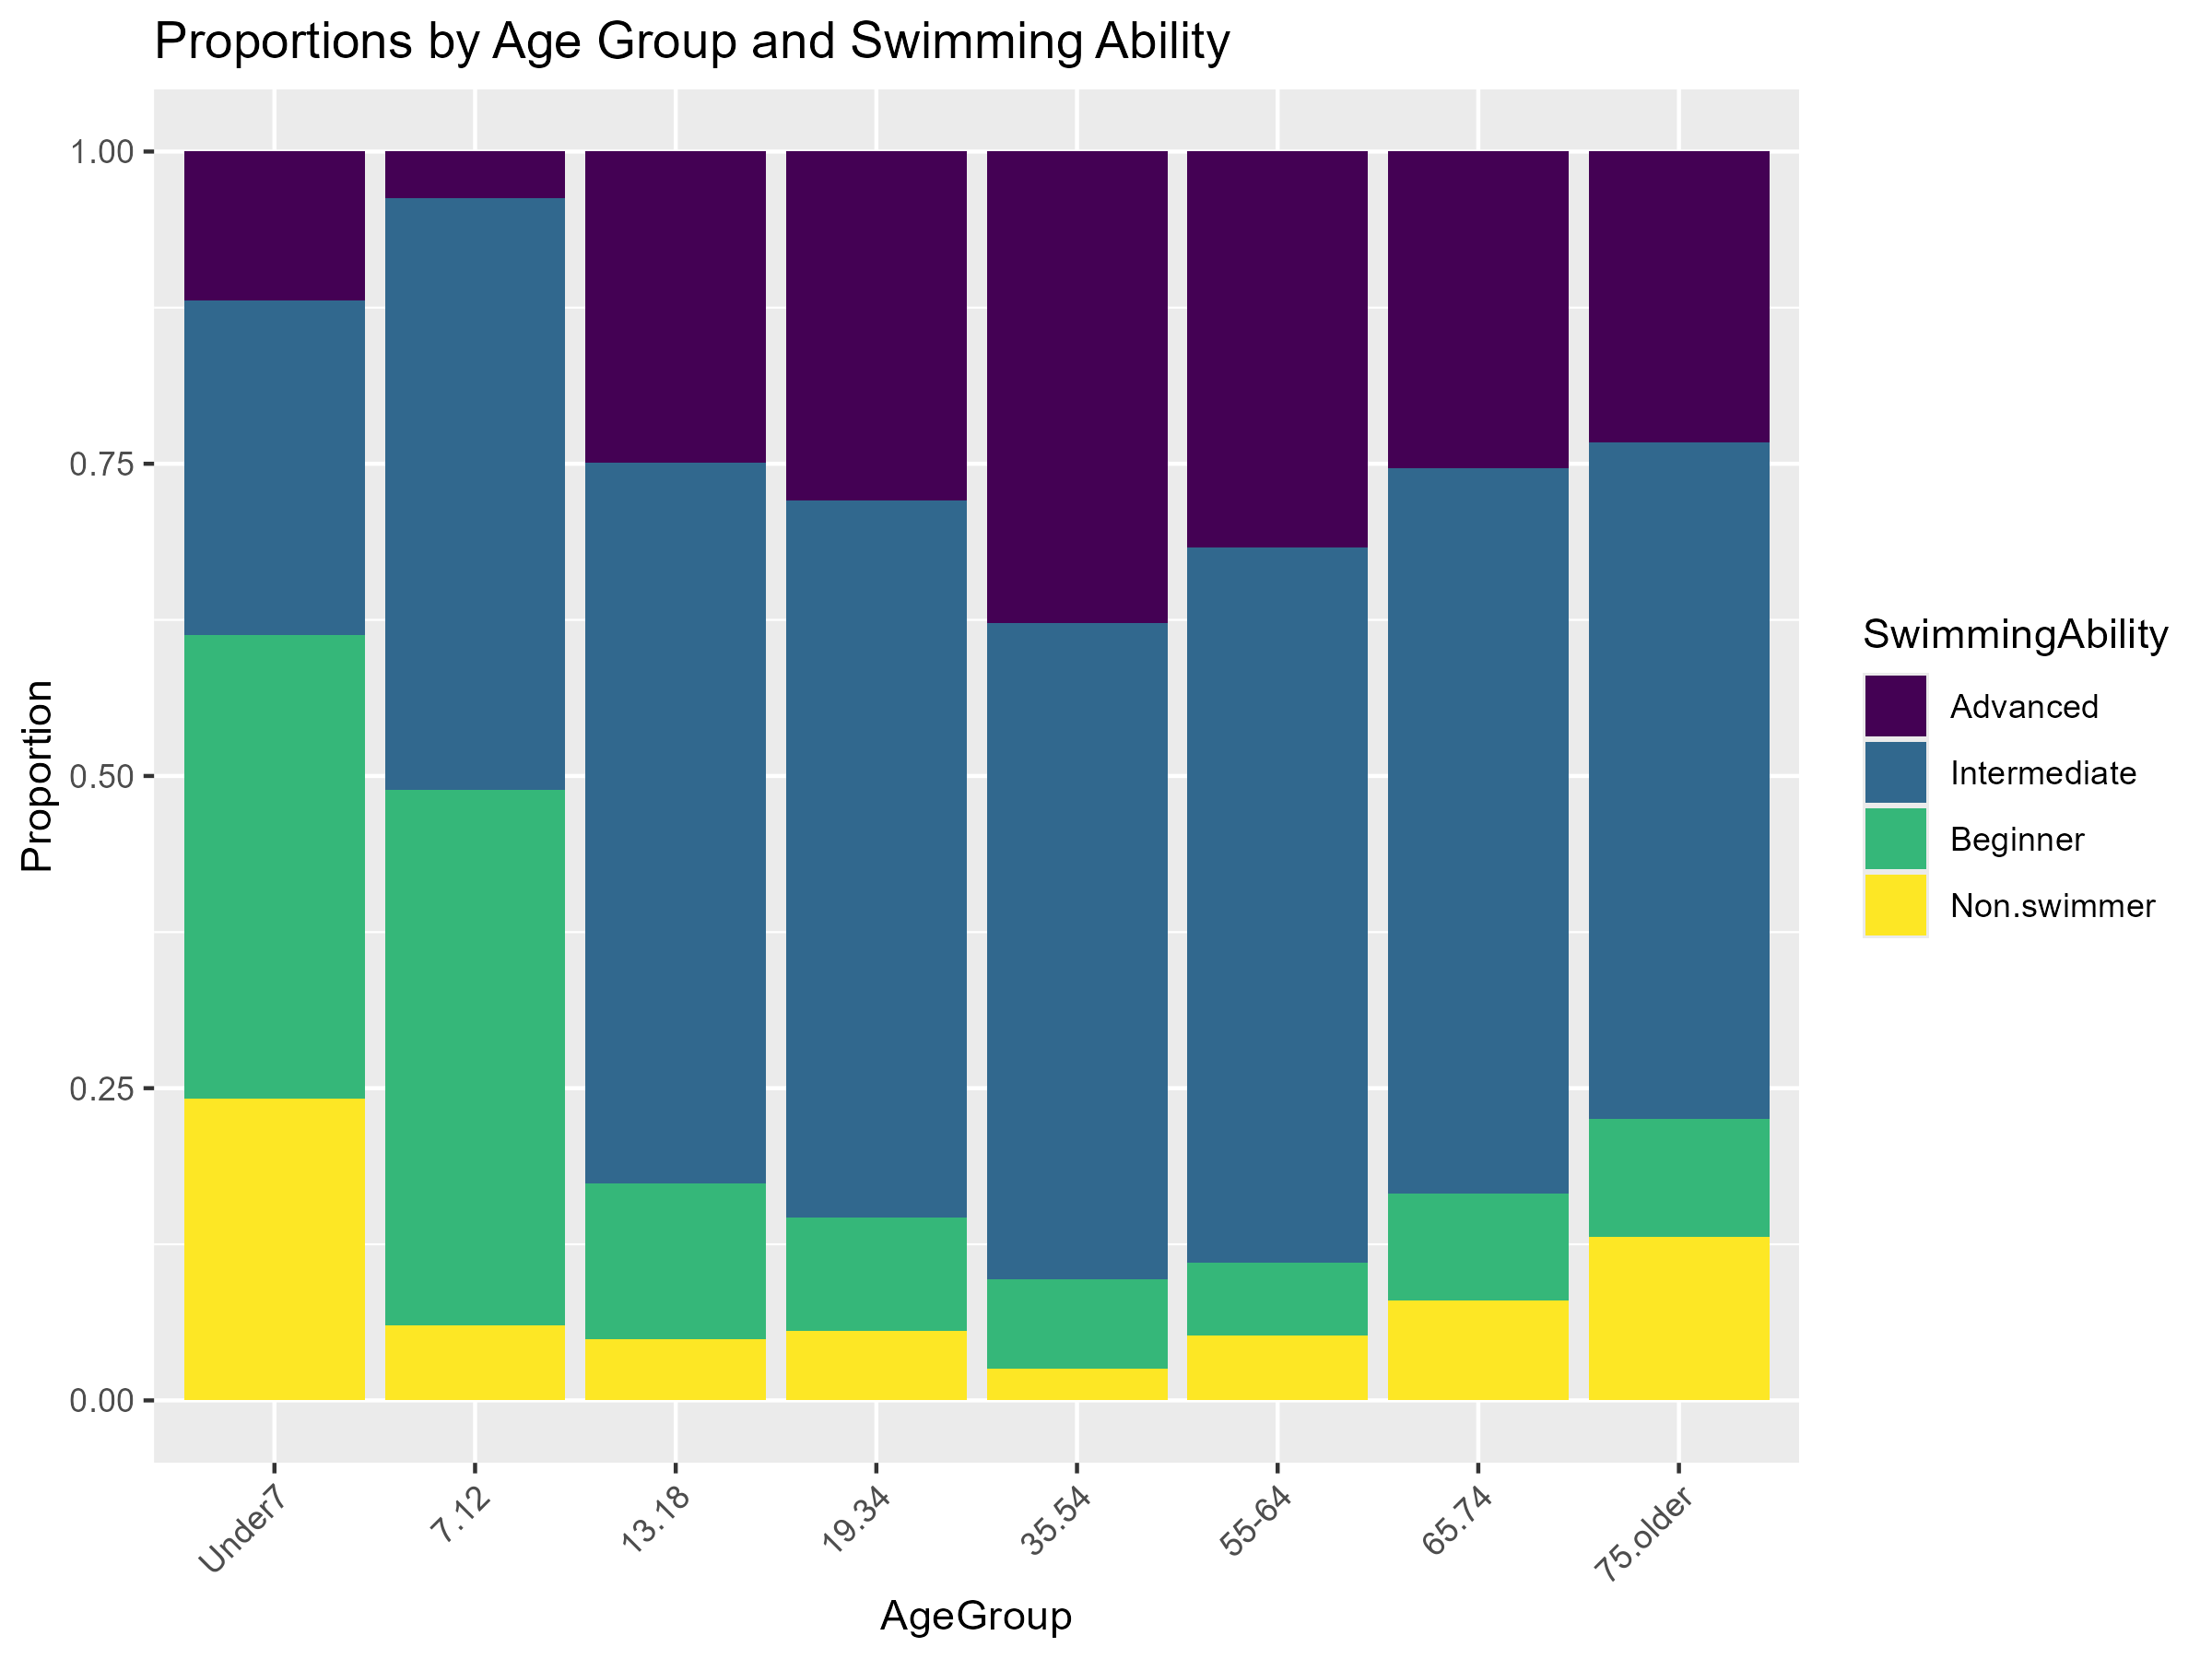 Proportions by Age Group and Swimming Ability
1.00
0.75
0.50
0.25
0.00
Proportion
Under7
7.12
13.18
19.34
35.54
55-64
65.74
75.older
AgeGroup
SwimmingAbility
Advanced
Intermediate
Beginner
Non.swimmer